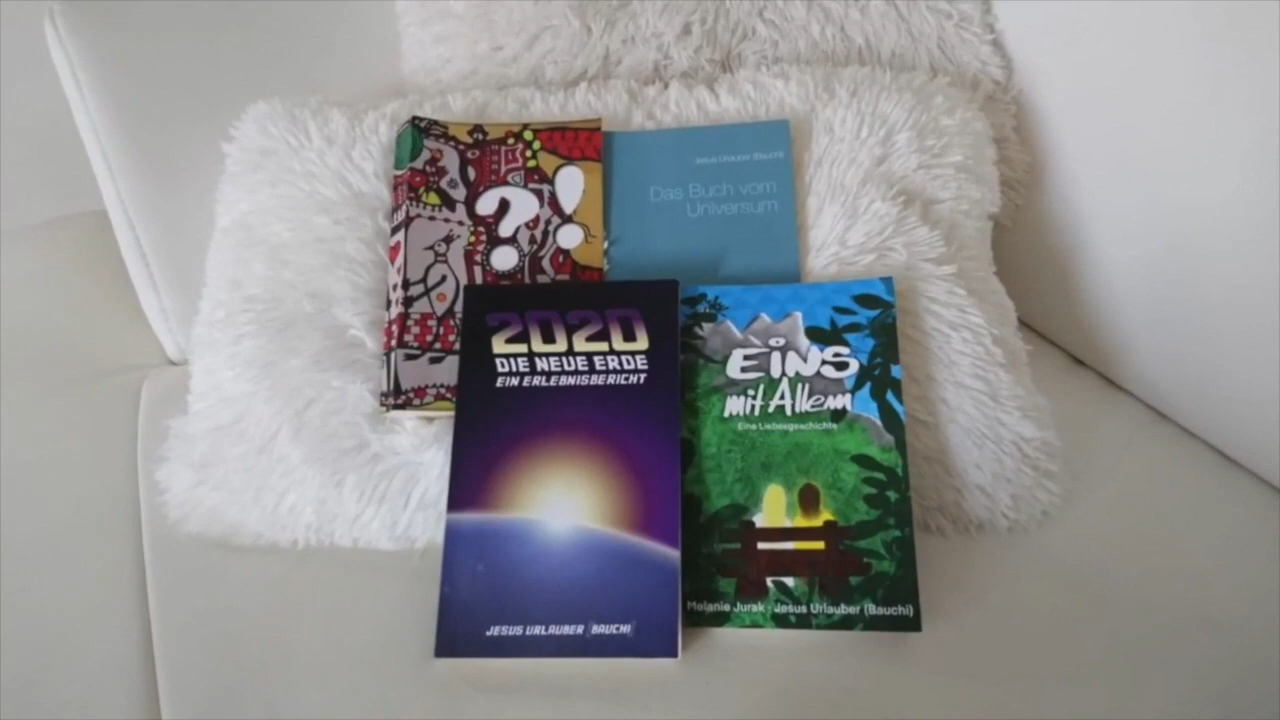 ?!
Jesus Urlauber (Bauchi)
Das Buch vom
Universum
2020
DIE NEUE ERDE
EIN ERLEBNISBERICHT
JESUS URLAUBER (BAUCHI)
EINS
mit Allem
Eine Liebesgeschichte
Melanie Jurak · Jesus Urlauber (Bauchi)